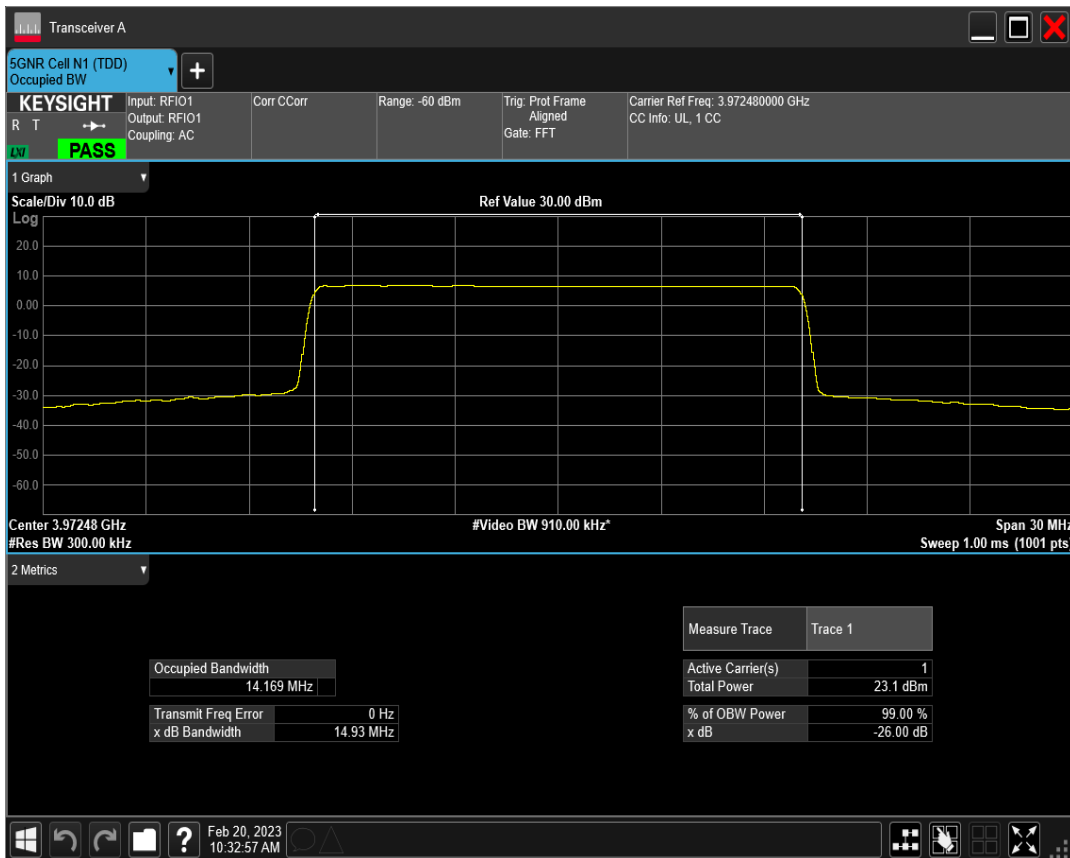 Transceiver A
5GNR Cell N1 (TDD)
Occupied BW
+
KEYSIGHT
R T
LXI
PASS
Input: RFIO1
Output: RFIO1
Coupling: AC
Corr CCorr
Range: -60 dBm
Trig: Prot Frame
Aligned
Gate: FFT
Carrier Ref Freq: 3.972480000 GHz
CC Info: UL, 1 CC
1 Graph
Scale/Div 10.0 dB
Ref Value 30.00 dBm
Log
20.0
10.0
0.00
-10.0
-20.0
-30.0
-40.0
-50.0
-60.0
Center 3.97248 GHz
#Video BW 910.00 kHz*
Span 30 MHz
#Res BW 300.00 kHz
Sweep 1.00 ms (1001 pts)
2 Metrics
Measure Trace Trace 1
Occupied Bandwidth
14.169 MHz
Active Carrier(s) 1
Total Power 23.1 dBm
Transmit Freq Error 0 Hz
x dB Bandwidth 14.93 MHz
% of OBW Power 99.00 %
x dB -26.00 dB
?
Feb 20, 2023
10:32:57 AM